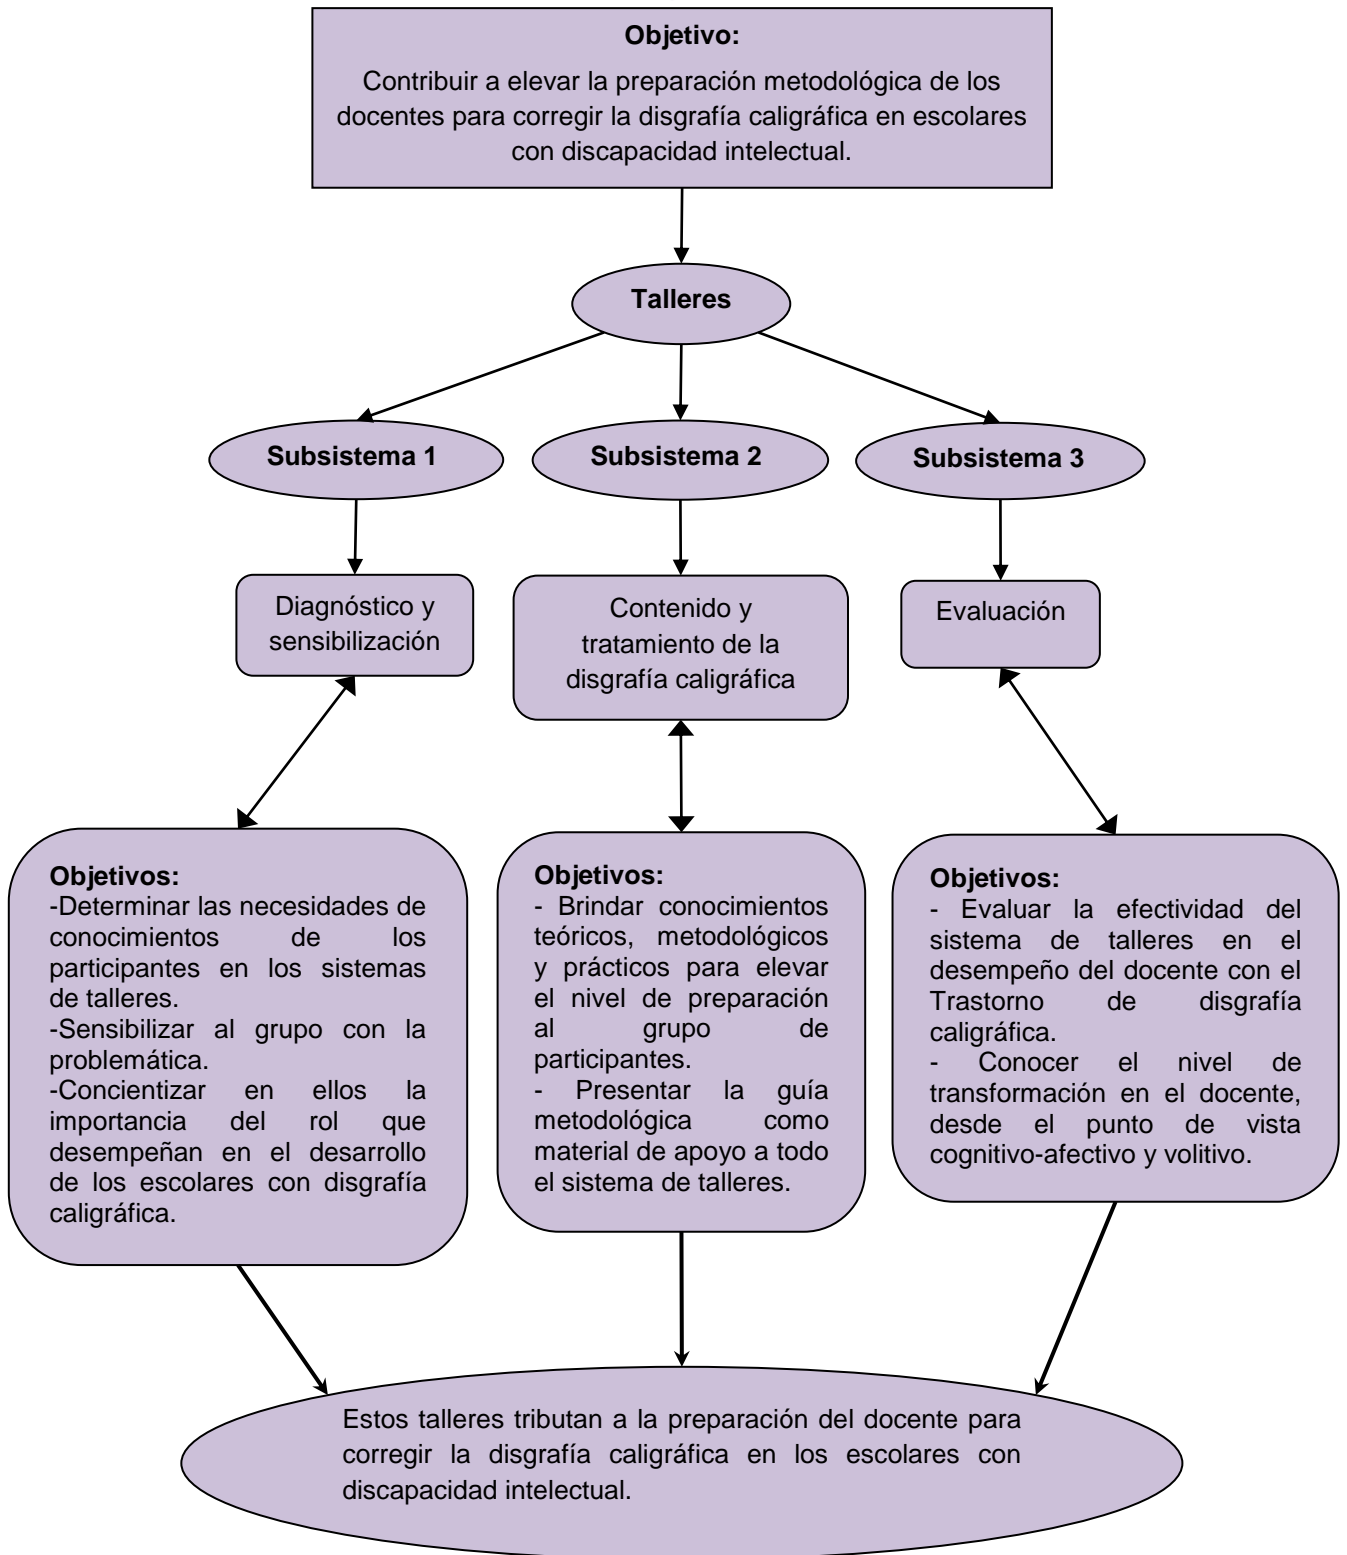 Objetivo:
Contribuir a elevar la preparación metodológica de los
docentes para corregir la disgrafía caligráfica en escolares
con discapacidad intelectual.
Talleres
Subsistema 1
Subsistema 2
Subsistema 3
Diagnóstico y
sensibilización
Contenido y
tratamiento de la
disgrafía caligráfica
Evaluación
Objetivos:
-Determinar las necesidades de
conocimientos de los
participantes en los sistemas
de talleres.
-Sensibilizar al grupo con la
problemática.
-Concientizar en ellos la
importancia del rol que
desempeñan en el desarrollo
de los escolares con disgrafía
caligráfica.
Objetivos:
- Brindar conocimientos
teóricos, metodológicos
y prácticos para elevar
el nivel de preparación
al grupo de
participantes.
- Presentar la guía
metodológica como
material de apoyo a todo
el sistema de talleres.
Objetivos:
- Evaluar la efectividad del
sistema de talleres en el
desempeño del docente con el
Trastorno de disgrafía
caligráfica.
- Conocer el nivel de
transformación en el docente,
desde el punto de vista
cognitivo-afectivo y volitivo.
Estos talleres tributan a la preparación del docente para
corregir la disgrafía caligráfica en los escolares con
discapacidad intelectual.